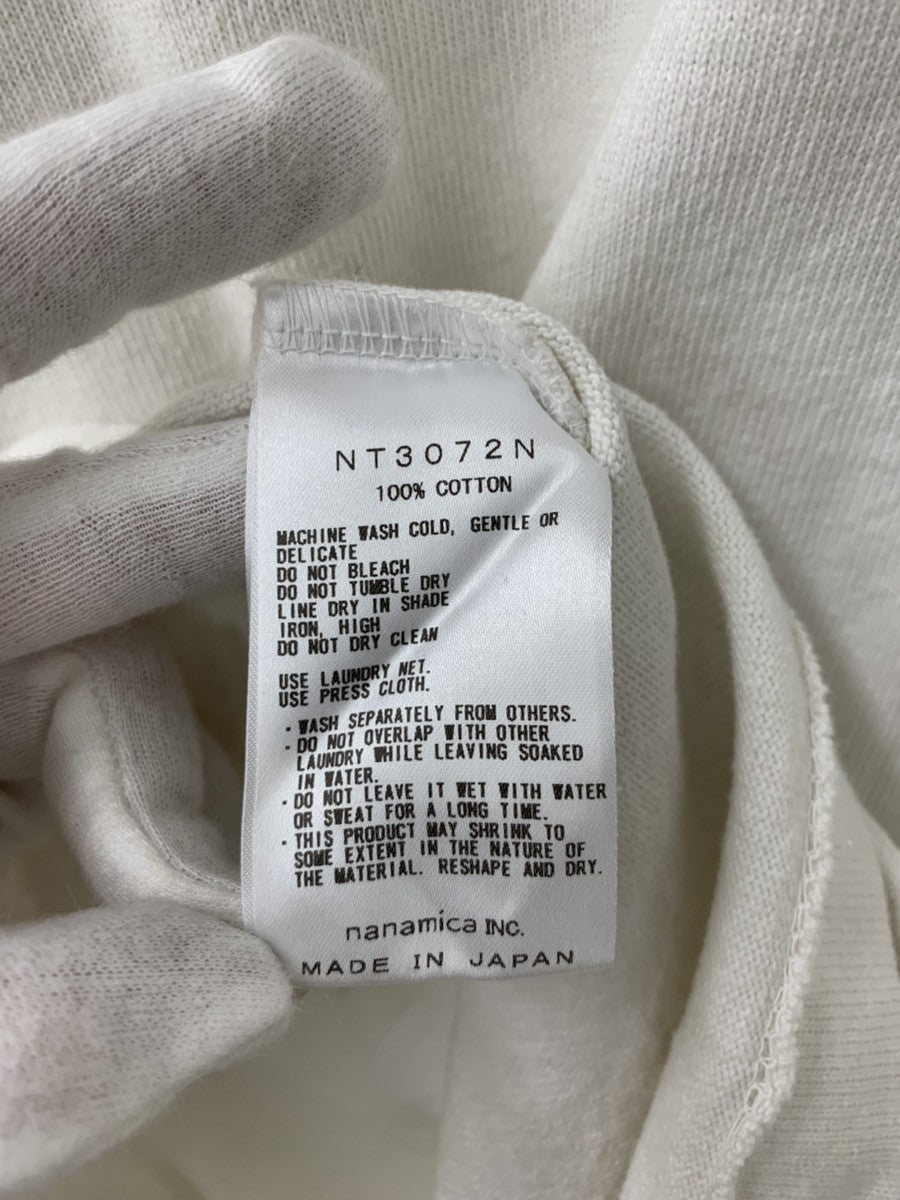 NT3072N
100% COTTON
MACHINE WASH COLD, GENTLE OR
DELICATE
DO NOT BLEACH
DO NOT TUMBLE DRY
LINE DRY IN SHADE
IRON, HIGH
DO NOT DRY CLEAN
USE LAUNDRY NET.
USE PRESS CLOTH.
・WASH SEPARATELY FROM OTHERS.
・DO NOT OVERLAP WITH OTHER
LAUNDRY WHILE LEAVING SOAKED
IN WATER.
・DO NOT LEAVE IT WET WITH WATER
OR SWEAT FOR A LONG TIME.
・THIS PRODUCT MAY SHRINK TO
SOME EXTENT IN THE NATURE OF
THE MATERIAL. RESHAPE AND DRY.
nanamica INC.
MADE IN JAPAN